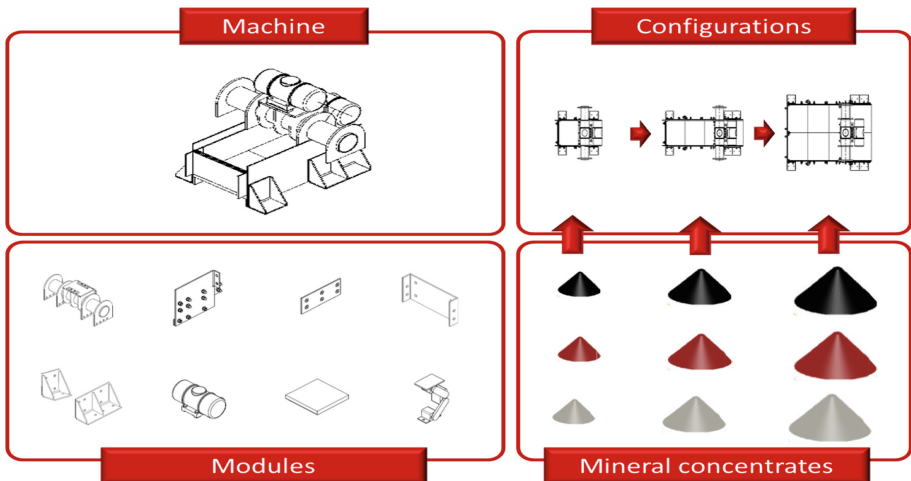 Machine
Configurations
Modules
Mineral concentrates